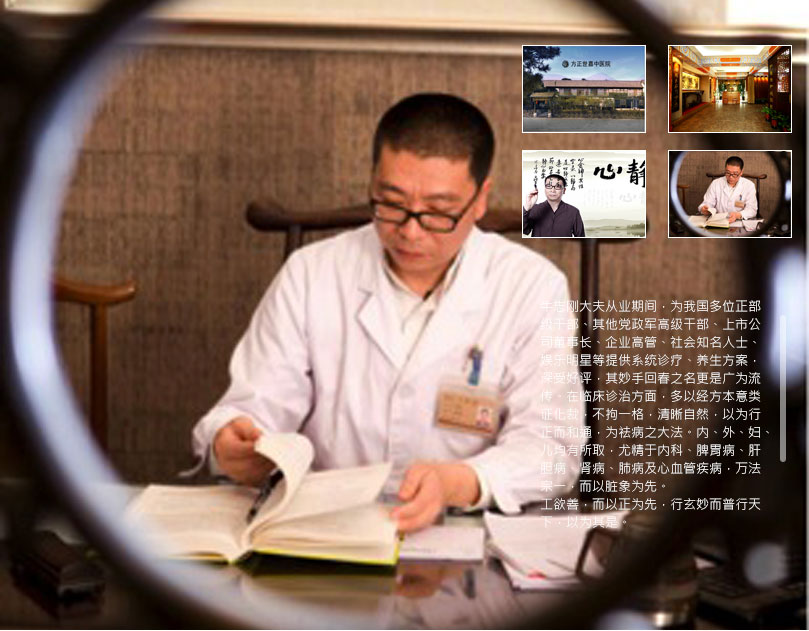 方正世嘉中医院
心静
刚大夫从业期间，为我国多位正部
干部、其他党政军高级干部、上市公
董事长、企业高管、社会知名人士、
娱乐明星等提供系统诊疗、养生方案，
深受好评，其妙手回春之名更是广为流
传。在临床诊治方面，多以经方本意类
证化裁，不拘一格，清晰自然，以为行
正而和通，为祛病之大法。内、外、妇、
儿均有所取，尤精于内科、脾胃病、肝
胆病、肾病、肺病及心血管疾病，万法
一，而以脏象为先。
工欲善，而以正为先，行玄妙而普行天
下，以为其是。